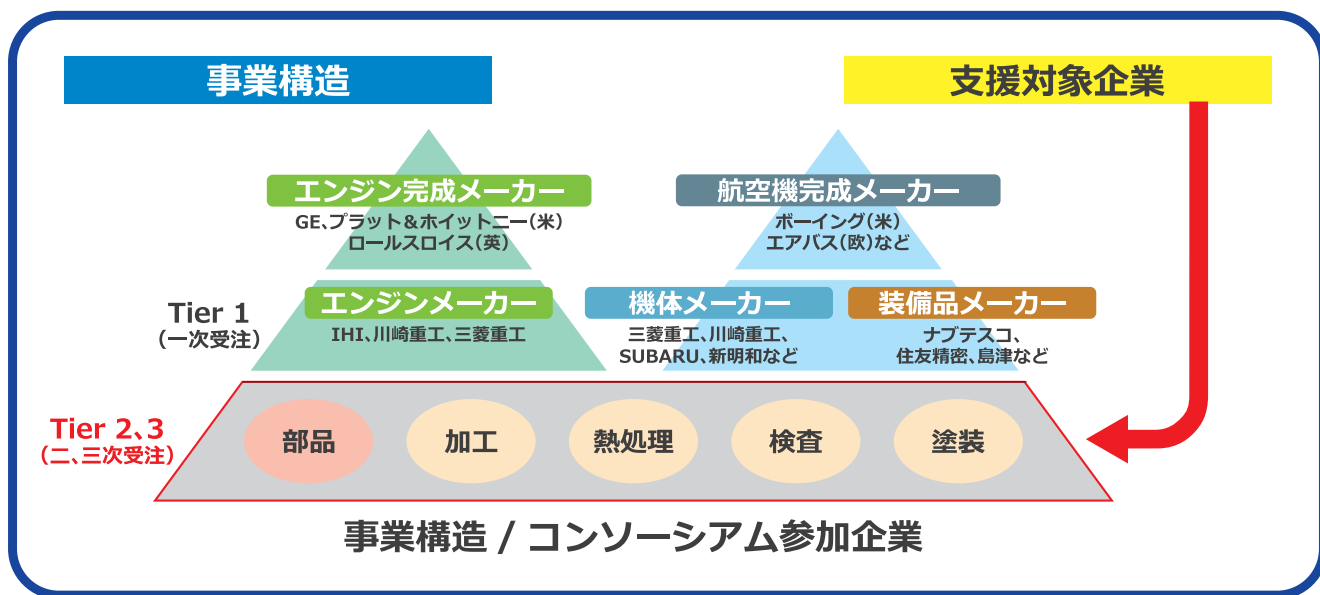 事業構造
支援対象企業
エンジン完成メーカー
GE、プラット&ホイットニー(米)
ロールスロイス(英)
航空機完成メーカー
ボーイング(米)
エアバス(欧)など
Tier 1
(一次受注)
エンジンメーカー
IHI、川崎重工、三菱重工
機体メーカー
三菱重工、川崎重工、
SUBARU、新明和など
装備品メーカー
ナブテスコ、
住友精密、島津など
Tier 2、3
(二、三次受注)
部品
加工
熱処理
検査
塗装
事業構造 / コンソーシアム参加企業